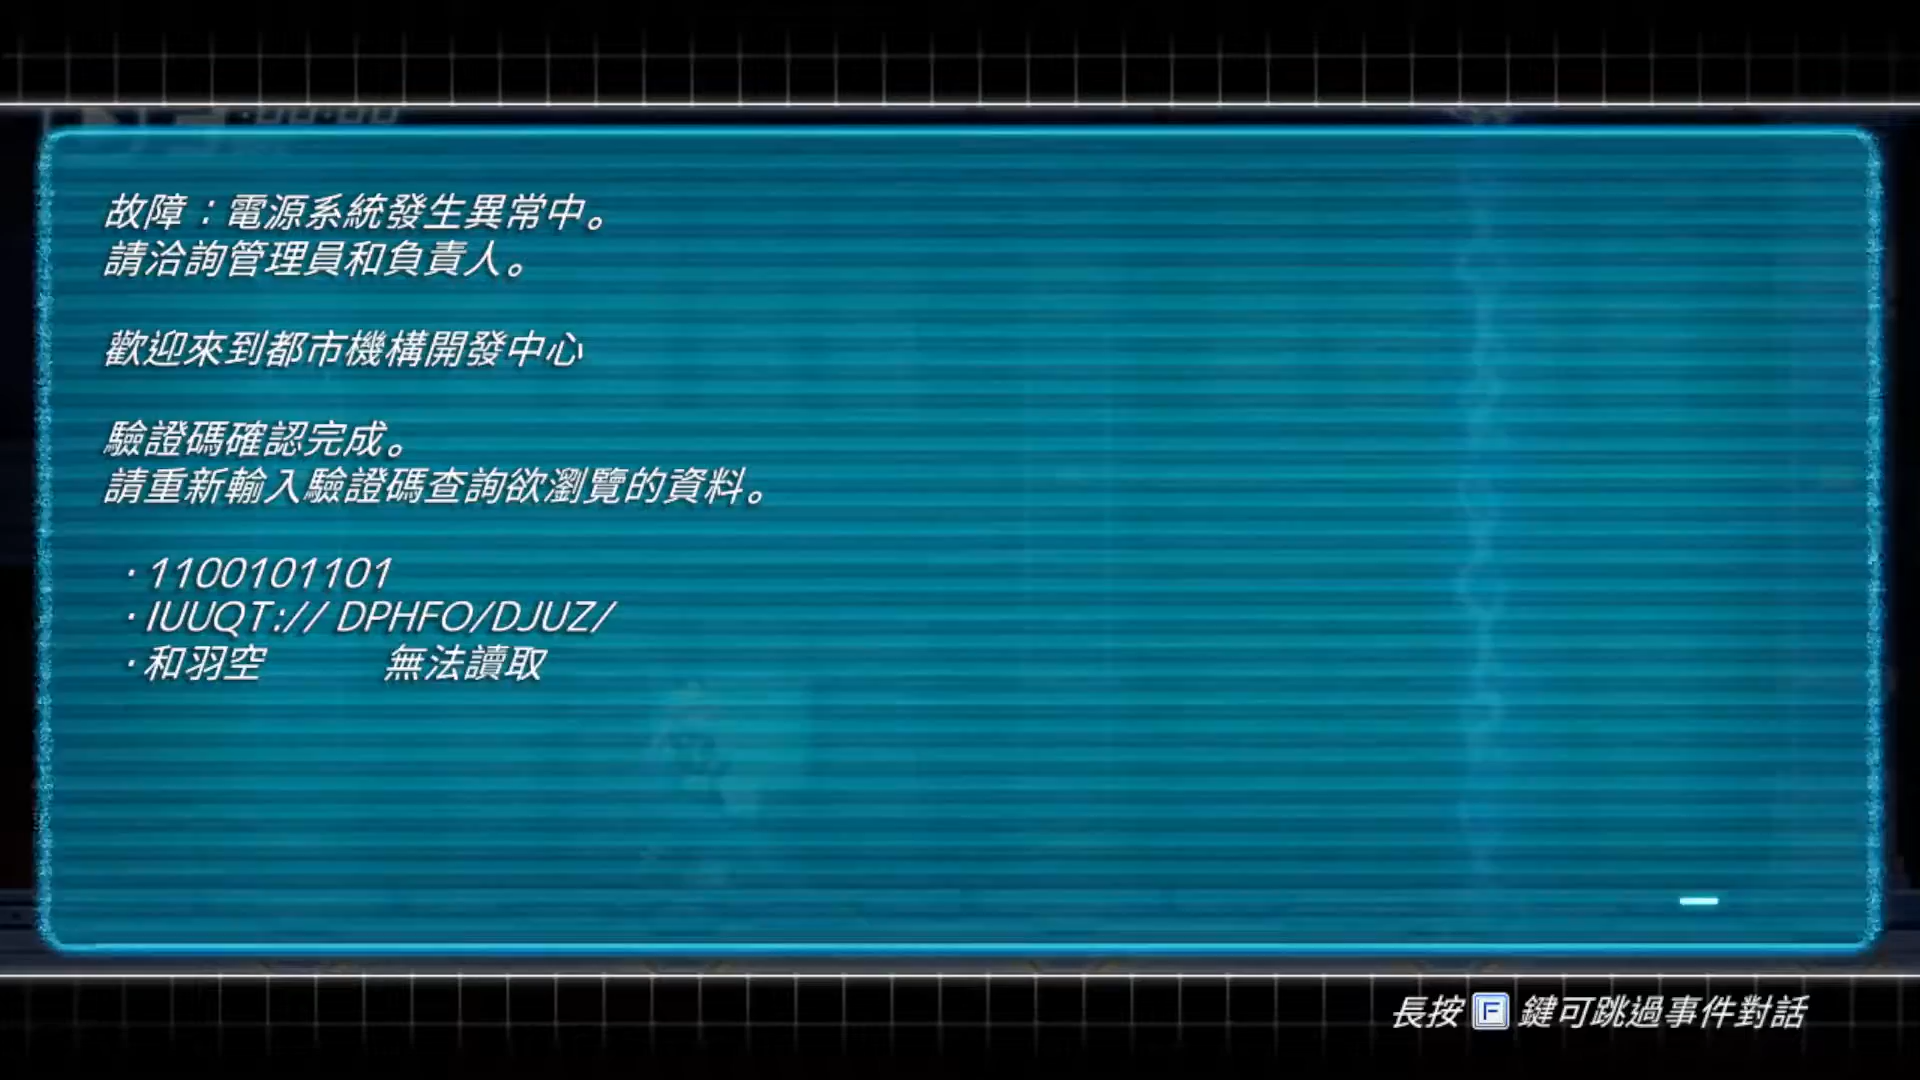 故障：電源系統發生異常中。
請洽詢管理員和負責人。
歡迎來到都市機構開發中心
驗證碼確認完成。
請重新輸入驗證碼查詢欲瀏覽的資料。
·1100101101
·IUUQT:// DPHFO/DJUZ/
·和羽空　　　無法讀取
長按 F 鍵可跳過事件對話